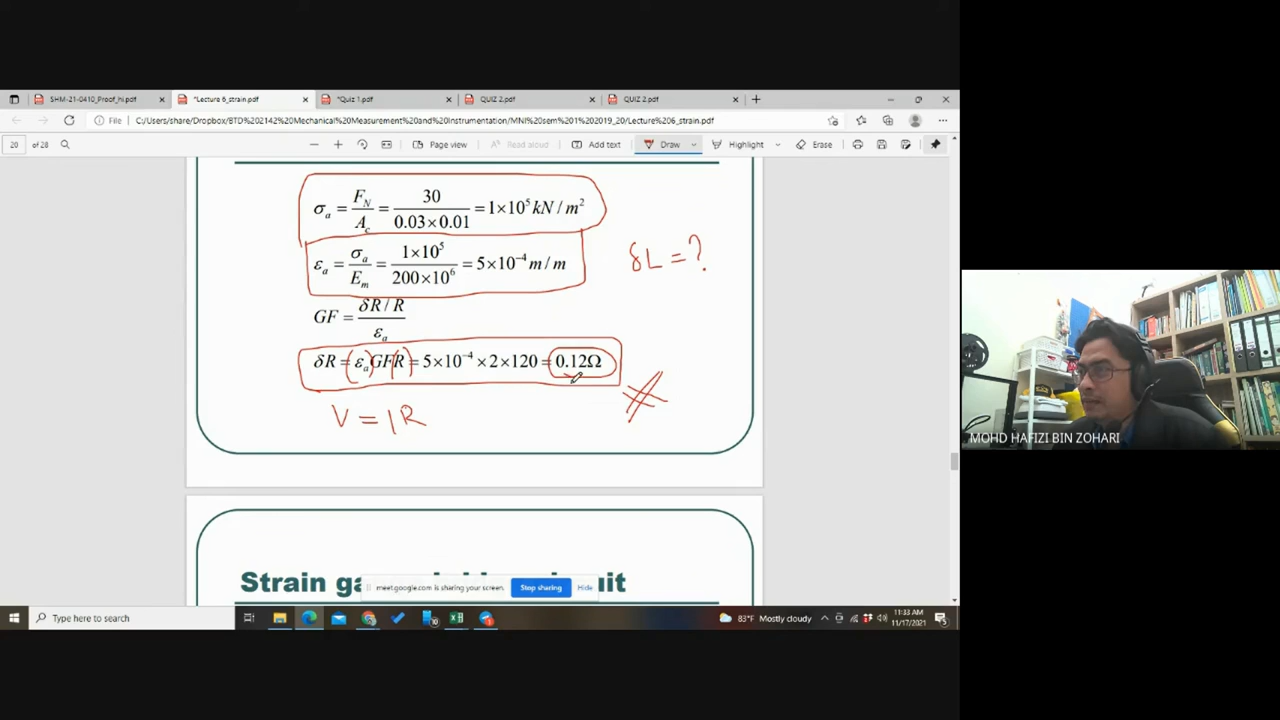 SHM-21-0410_Proof_hi.pdf
*Lecture 6_strain.pdf
*Quiz 1.pdf
QUIZ 2.pdf
QUIZ 2.pdf
File
C:/Users/share/Dropbox/BTD%202142%20Mechanical%20Measurement%20and%20Instrumentation/MNI%20sem%201%202019_20/Lecture%206_strain.pdf
20 of 28
Page view
Read aloud
Add text
Draw
Highlight
Erase
σa = FN / Ac = 30 / 0.03 × 0.01 = 1×10⁵ kN / m²
εa = σa / Em = 1×10⁵ / 200×10⁶ = 5×10⁻⁴ m / m
δL = ?
GF = δR / R / εa
δR = εaGFR = 5×10⁻⁴ × 2 × 120 = 0.12Ω
V = IR
MOHD HAFIZI BIN ZOHARI
Strain ga
uit
meet.google.com is sharing your screen.
Stop sharing
Hide
Type here to search
83°F Mostly cloudy
11:33 AM
11/17/2021